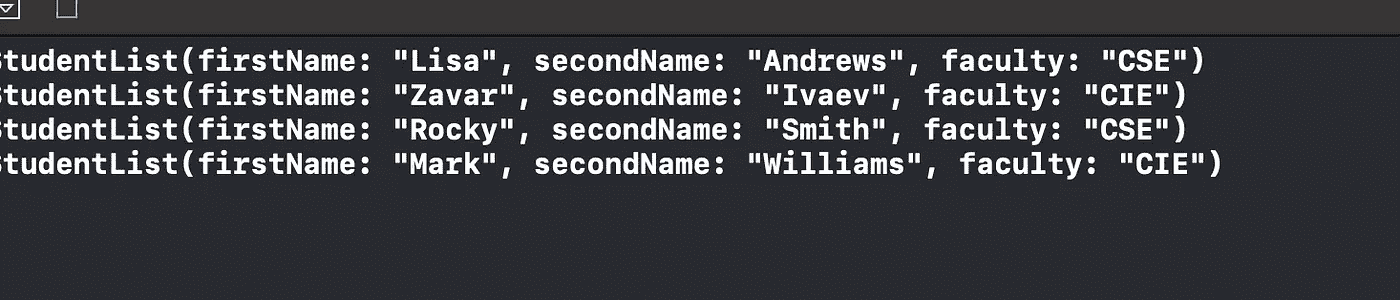 StudentList(firstName: "Lisa", secondName: "Andrews", faculty: "CSE")
StudentList(firstName: "Zavar", secondName: "Ivaev", faculty: "CIE")
StudentList(firstName: "Rocky", secondName: "Smith", faculty: "CSE")
StudentList(firstName: "Mark", secondName: "Williams", faculty: "CIE")